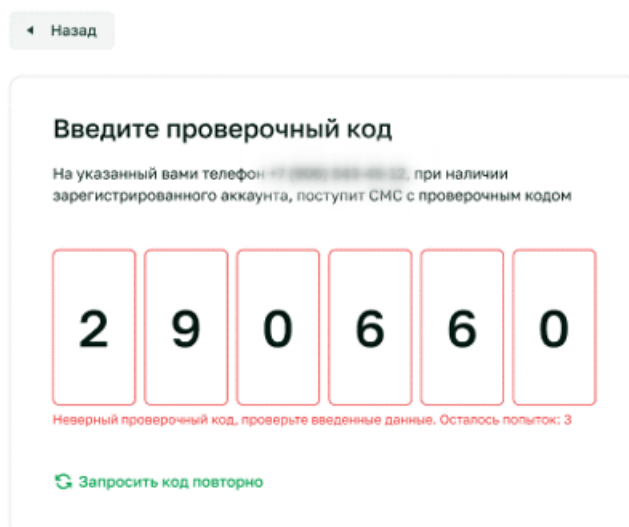 Назад
Введите проверочный код
На указанный вами телефон , при наличии
зарегистрированного аккаунта, поступит СМС с проверочным кодом
2 9 0 6 6 0
Неверный проверочный код, проверьте введенные данные. Осталось попыток: 3
Запросить код повторно